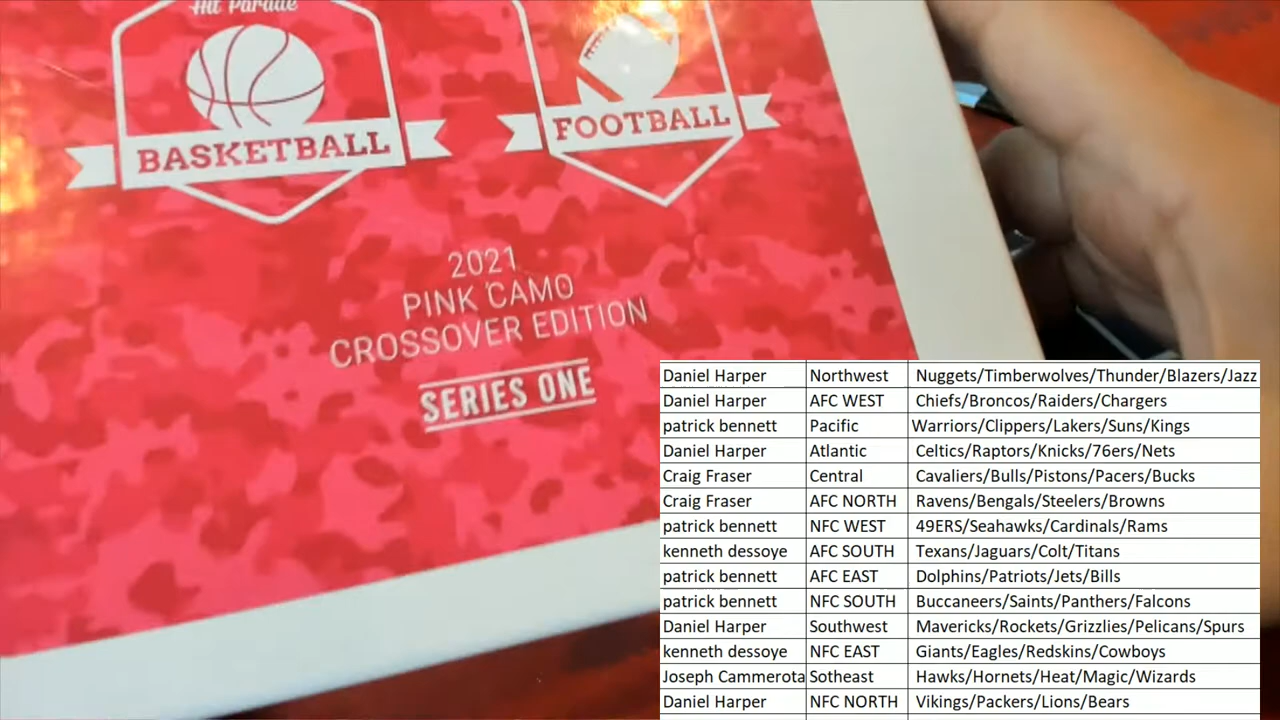 Hit Parade
BASKETBALL
FOOTBALL
2021
PINK CAMO
CROSSOVER EDITION
SERIES ONE
Daniel Harper Northwest Nuggets/Timberwolves/Thunder/Blazers/Jazz
Daniel Harper AFC WEST Chiefs/Broncos/Raiders/Chargers
patrick bennett Pacific Warriors/Clippers/Lakers/Suns/Kings
Daniel Harper Atlantic Celtics/Raptors/Knicks/76ers/Nets
Craig Fraser Central Cavaliers/Bulls/Pistons/Pacers/Bucks
Craig Fraser AFC NORTH Ravens/Bengals/Steelers/Browns
patrick bennett NFC WEST 49ERS/Seahawks/Cardinals/Rams
kenneth dessoye AFC SOUTH Texans/Jaguars/Colt/Titans
patrick bennett AFC EAST Dolphins/Patriots/Jets/Bills
patrick bennett NFC SOUTH Buccaneers/Saints/Panthers/Falcons
Daniel Harper Southwest Mavericks/Rockets/Grizzlies/Pelicans/Spurs
kenneth dessoye NFC EAST Giants/Eagles/Redskins/Cowboys
Joseph Cammerota Sotheast Hawks/Hornets/Heat/Magic/Wizards
Daniel Harper NFC NORTH Vikings/Packers/Lions/Bears